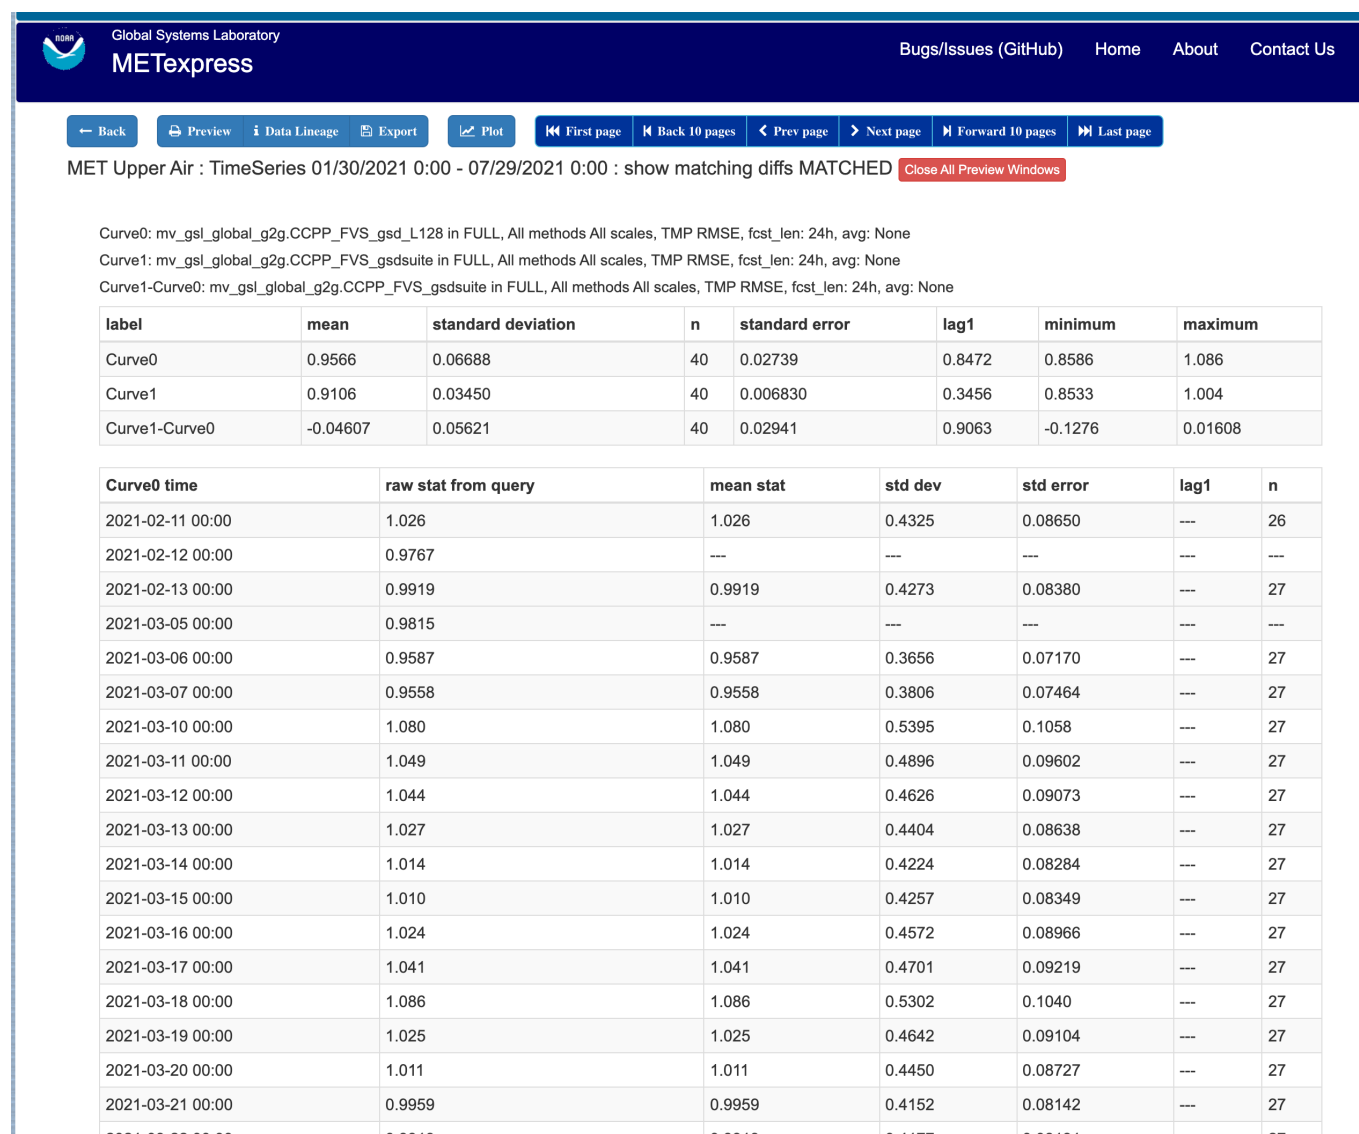 NOAA
Global Systems Laboratory
METexpress
Bugs/Issues (GitHub) Home About Contact Us
Back Preview Data Lineage Export Plot First page Back 10 pages Prev page Next page Forward 10 pages Last page
MET Upper Air : TimeSeries 01/30/2021 0:00 - 07/29/2021 0:00 : show matching diffs MATCHED Close All Preview Windows
Curve0: mv_gsl_global_g2g.CCPP_FVS_gsd_L128 in FULL, All methods All scales, TMP RMSE, fcst_len: 24h, avg: None
Curve1: mv_gsl_global_g2g.CCPP_FVS_gsdsuite in FULL, All methods All scales, TMP RMSE, fcst_len: 24h, avg: None
Curve1-Curve0: mv_gsl_global_g2g.CCPP_FVS_gsdsuite in FULL, All methods All scales, TMP RMSE, fcst_len: 24h, avg: None
label mean standard deviation n standard error lag1 minimum maximum
Curve0 0.9566 0.06688 40 0.02739 0.8472 0.8586 1.086
Curve1 0.9106 0.03450 40 0.006830 0.3456 0.8533 1.004
Curve1-Curve0 -0.04607 0.05621 40 0.02941 0.9063 -0.1276 0.01608
Curve0 time raw stat from query mean stat std dev std error lag1 n
2021-02-11 00:00 1.026 1.026 0.4325 0.08650 --- 26
2021-02-12 00:00 0.9767 --- --- --- --- ---
2021-02-13 00:00 0.9919 0.9919 0.4273 0.08380 --- 27
2021-03-05 00:00 0.9815 --- --- --- --- ---
2021-03-06 00:00 0.9587 0.9587 0.3656 0.07170 --- 27
2021-03-07 00:00 0.9558 0.9558 0.3806 0.07464 --- 27
2021-03-10 00:00 1.080 1.080 0.5395 0.1058 --- 27
2021-03-11 00:00 1.049 1.049 0.4896 0.09602 --- 27
2021-03-12 00:00 1.044 1.044 0.4626 0.09073 --- 27
2021-03-13 00:00 1.027 1.027 0.4404 0.08638 --- 27
2021-03-14 00:00 1.014 1.014 0.4224 0.08284 --- 27
2021-03-15 00:00 1.010 1.010 0.4257 0.08349 --- 27
2021-03-16 00:00 1.024 1.024 0.4572 0.08966 --- 27
2021-03-17 00:00 1.041 1.041 0.4701 0.09219 --- 27
2021-03-18 00:00 1.086 1.086 0.5302 0.1040 --- 27
2021-03-19 00:00 1.025 1.025 0.4642 0.09104 --- 27
2021-03-20 00:00 1.011 1.011 0.4450 0.08727 --- 27
2021-03-21 00:00 0.9959 0.9959 0.4152 0.08142 --- 27